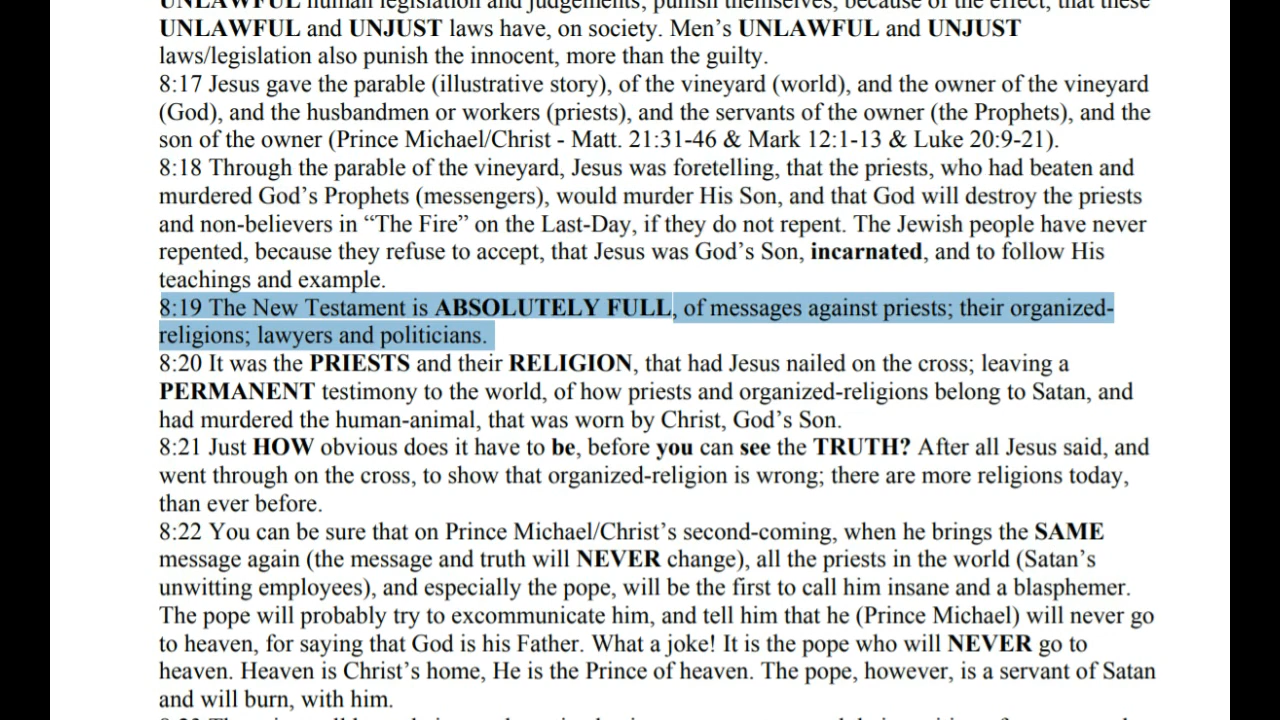 UNLAWFUL human legislation and judgements, punish themselves, because of the effect, that these
UNLAWFUL and UNJUST laws have, on society. Men’s UNLAWFUL and UNJUST
laws/legislation also punish the innocent, more than the guilty.
8:17 Jesus gave the parable (illustrative story), of the vineyard (world), and the owner of the vineyard
(God), and the husbandmen or workers (priests), and the servants of the owner (the Prophets), and the
son of the owner (Prince Michael/Christ - Matt. 21:31-46 & Mark 12:1-13 & Luke 20:9-21).
8:18 Through the parable of the vineyard, Jesus was foretelling, that the priests, who had beaten and
murdered God’s Prophets (messengers), would murder His Son, and that God will destroy the priests
and non-believers in “The Fire” on the Last-Day, if they do not repent. The Jewish people have never
repented, because they refuse to accept, that Jesus was God’s Son, incarnated, and to follow His
teachings and example.
8:19 The New Testament is ABSOLUTELY FULL, of messages against priests; their organized-
religions; lawyers and politicians.
8:20 It was the PRIESTS and their RELIGION, that had Jesus nailed on the cross; leaving a
PERMANENT testimony to the world, of how priests and organized-religions belong to Satan, and
had murdered the human-animal, that was worn by Christ, God’s Son.
8:21 Just HOW obvious does it have to be, before you can see the TRUTH? After all Jesus said, and
went through on the cross, to show that organized-religion is wrong; there are more religions today,
than ever before.
8:22 You can be sure that on Prince Michael/Christ’s second-coming, when he brings the SAME
message again (the message and truth will NEVER change), all the priests in the world (Satan’s
unwitting employees), and especially the pope, will be the first to call him insane and a blasphemer.
The pope will probably try to excommunicate him, and tell him that he (Prince Michael) will never go
to heaven, for saying that God is his Father. What a joke! It is the pope who will NEVER go to
heaven. Heaven is Christ’s home, He is the Prince of heaven. The pope, however, is a servant of Satan
and will burn, with him.